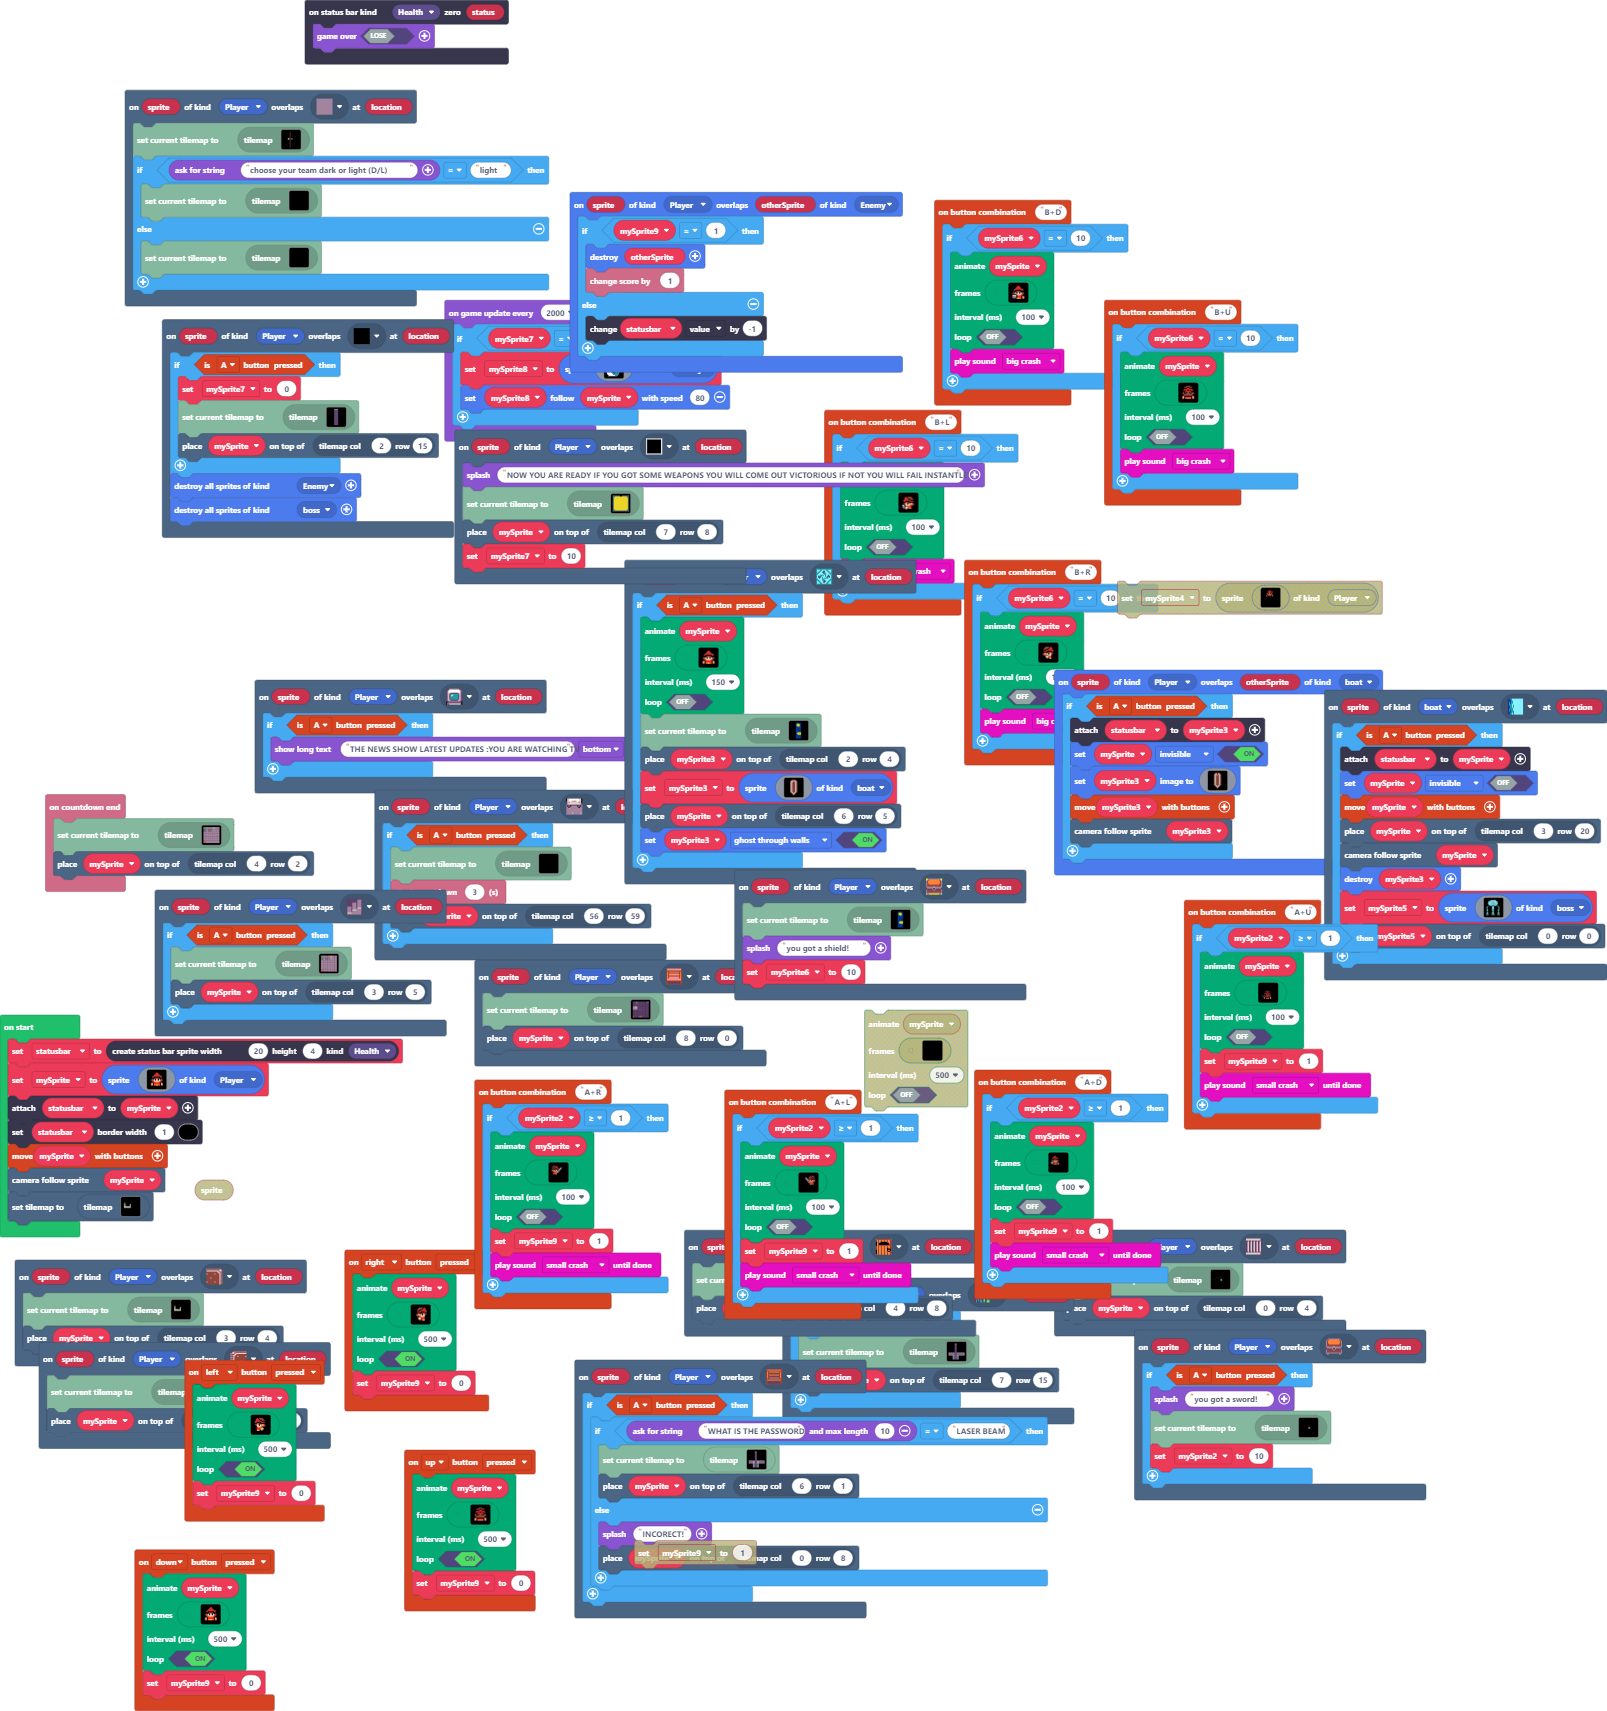 on status bar kind Health zero status
game over LOSE
on sprite of kind Player overlaps at location
set current tilemap to tilemap
if ask for string "choose your team dark or light (D/L)" = "light" then
set current tilemap to tilemap
else
set current tilemap to tilemap
on sprite of kind Player overlaps otherSprite of kind Enemy
if mySprite9 = 1 then
destroy otherSprite
change score by 1
else
change statusbar value by -1
on button combination "B+D"
if mySprite6 = 10 then
animate mySprite
frames
interval (ms) 100
loop OFF
play sound big crash
on button combination "B+U"
if mySprite6 = 10 then
animate mySprite
frames
interval (ms) 100
loop OFF
play sound big crash
on game update every 2000
if mySprite7 =
set mySprite8 to
set mySprite8 follow mySprite with speed 80
on sprite of kind Player overlaps at location
if is A button pressed then
set mySprite7 to 0
set current tilemap to tilemap
place mySprite on top of tilemap col 2 row 15
destroy all sprites of kind Enemy
destroy all sprites of kind boss
on sprite of kind Player overlaps at location
splash "NOW YOU ARE READY IF YOU GOT SOME WEAPONS YOU WILL COME OUT VICTORIOUS IF NOT YOU WILL FAIL INSTANTL
set current tilemap to tilemap
place mySprite on top of tilemap col 7 row 8
set mySprite7 to 10
on button combination "B+L"
if mySprite6 = 10 then
frames
interval (ms) 100
loop OFF
rash
on button combination "B+R"
if mySprite6 = 10
animate mySprite
frames
interval (ms)
loop OFF
play sound big c
set mySprite4 to sprite of kind Player
overlaps at location
if is A button pressed then
animate mySprite
frames
interval (ms) 150
loop OFF
set current tilemap to tilemap
place mySprite3 on top of tilemap col 2 row 4
set mySprite3 to sprite of kind boat
place mySprite on top of tilemap col 6 row 5
set mySprite3 ghost through walls ON
on sprite of kind Player overlaps otherSprite of kind boat
if is A button pressed then
attach statusbar to mySprite3
set mySprite invisible ON
set mySprite3 image to
move mySprite3 with buttons
camera follow sprite mySprite3
on sprite of kind boat overlaps at location
if is A button pressed then
attach statusbar to mySprite
set mySprite invisible OFF
move mySprite with buttons
place mySprite on top of tilemap col 3 row 20
camera follow sprite mySprite
destroy mySprite3
set mySprite5 to sprite of kind boss
mySprite5 on top of tilemap col 0 row 0
on sprite of kind Player overlaps at location
if is A button pressed then
show long text "THE NEWS SHOW LATEST UPDATES :YOU ARE WATCHING T bottom
on countdown end
set current tilemap to tilemap
place mySprite on top of tilemap col 4 row 2
on sprite of kind Player overlaps at
if is A button pressed then
set current tilemap to tilemap
wn 3 (s)
rite on top of tilemap col 56 row 59
on sprite of kind Player overlaps at location
if is A button pressed then
set current tilemap to tilemap
place mySprite on top of tilemap col 3 row 5
on sprite of kind Player overlaps at location
set current tilemap to tilemap
splash "you got a shield!"
set mySprite6 to 10
on sprite of kind Player overlaps at loca
set current tilemap to tilemap
place mySprite on top of tilemap col 8 row 0
on button combination "A+U"
if mySprite2 ≥ 1 then
animate mySprite
frames
interval (ms) 100
loop OFF
set mySprite9 to 1
play sound small crash until done
on start
set statusbar to create status bar sprite width 20 height 4 kind Health
set mySprite to sprite of kind Player
attach statusbar to mySprite
set statusbar border width 1
move mySprite with buttons
camera follow sprite mySprite
set tilemap to tilemap
sprite
animate mySprite
frames
interval (ms) 500
loop OFF
on button combination "A+R"
if mySprite2 ≥ 1 then
animate mySprite
frames
interval (ms) 100
loop OFF
set mySprite9 to 1
play sound small crash until done
on button combination "A+L"
if mySprite2 ≥ 1 then
animate mySprite
frames
interval (ms) 100
loop OFF
set mySprite9 to 1
play sound small crash until done
on button combination "A+D"
if mySprite2 ≥ 1 then
animate mySprite
frames
interval (ms) 100
loop OFF
set mySprite9 to 1
play sound small crash until done
on sprit at location
set curr
place col 4 row 8
ayer overlaps at location
tilemap
ace mySprite on top of tilemap col 0 row 4
overlaps
set current tilemap to tilemap
on top of tilemap col 7 row 15
on sprite of kind Player overlaps at location
set current tilemap to tilemap
place mySprite on top of tilemap col 3 row 4
on sprite of kind Player overlaps at location
set current tilemap to tilemap
place mySprite on top of
on right button pressed
animate mySprite
frames
interval (ms) 500
loop ON
set mySprite9 to 0
on left button pressed
animate mySprite
frames
interval (ms) 500
loop ON
set mySprite9 to 0
on up button pressed
animate mySprite
frames
interval (ms) 500
loop ON
set mySprite9 to 0
on down button pressed
animate mySprite
frames
interval (ms) 500
loop ON
set mySprite9 to 0
on sprite of kind Player overlaps at location
if is A button pressed then
if ask for string "WHAT IS THE PASSWORD and max length 10 = "LASER BEAM" then
set current tilemap to tilemap
place mySprite on top of tilemap col 6 row 1
else
splash "INCORECT!"
set mySprite9 to 1
place map col 0 row 8
on sprite of kind Player overlaps at location
if is A button pressed then
splash "you got a sword!"
set current tilemap to tilemap
set mySprite2 to 10